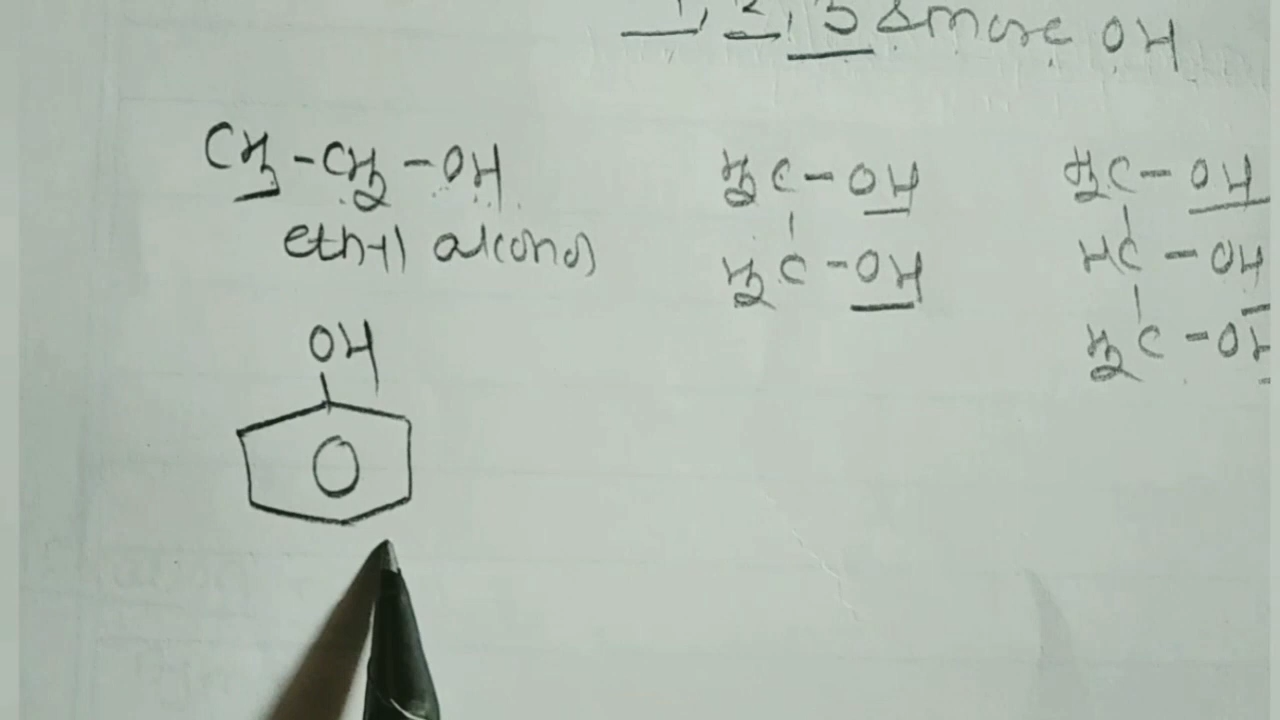 1, 2, 3 & more OH
CH3 - CH2 - OH
ethyl alcohol
H2C - OH
H2C - OH
H2C - OH
HC - OH
H2C - OH
OH